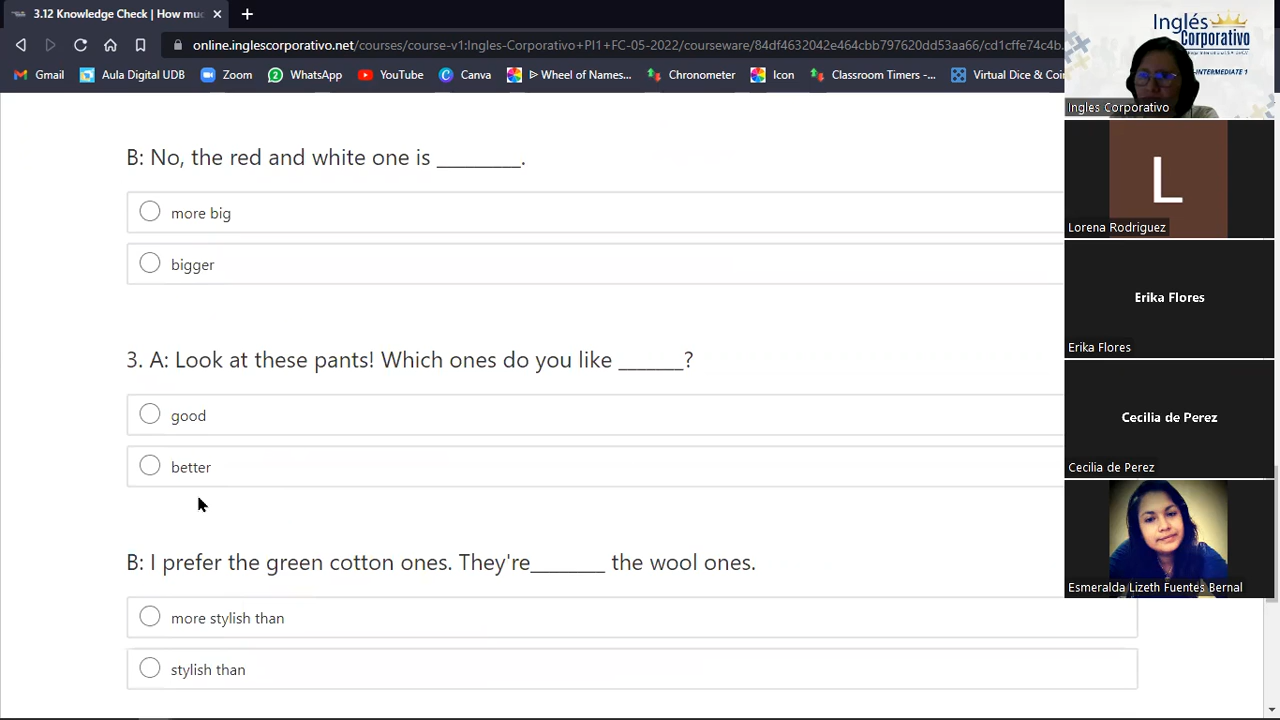 3.12 Knowledge Check | How muc
online.inglescorporativo.net/courses/course-v1:Ingles-Corporativo+PI1+FC-05-2022/courseware/84df4632042e464cbb797620dd53aa66/cd1cffe74c4b.
Gmail Aula Digital UDB Zoom WhatsApp YouTube Canva ᐅ Wheel of Names... Chronometer Icon Classroom Timers -... Virtual Dice & Coi
B: No, the red and white one is ________.
more big
bigger
3. A: Look at these pants! Which ones do you like ______?
good
better
B: I prefer the green cotton ones. They're_______ the wool ones.
more stylish than
stylish than
Inglés
Corporativo
-INTERMEDIATE 1
Ingles Corporativo
L
Lorena Rodriguez
Erika Flores
Erika Flores
Cecilia de Perez
Cecilia de Perez
Esmeralda Lizeth Fuentes Bernal